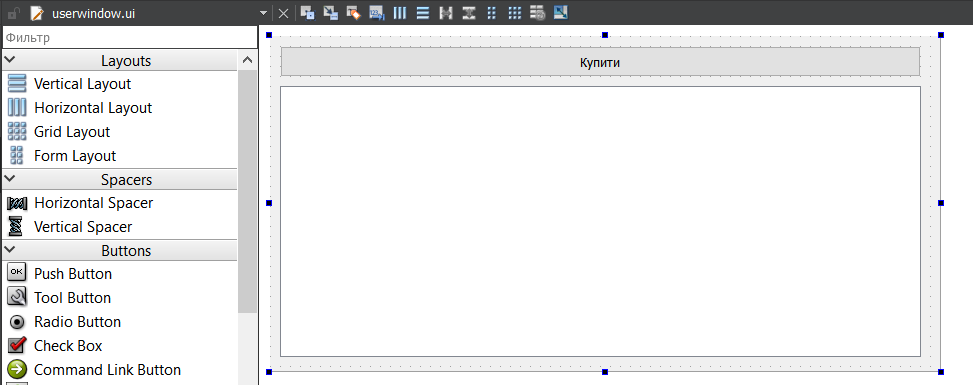 userwindow.ui
Фильтр
Layouts
Vertical Layout
Horizontal Layout
Grid Layout
Form Layout
Spacers
Horizontal Spacer
Vertical Spacer
Buttons
OK Push Button
Tool Button
Radio Button
Check Box
Command Link Button
Купити